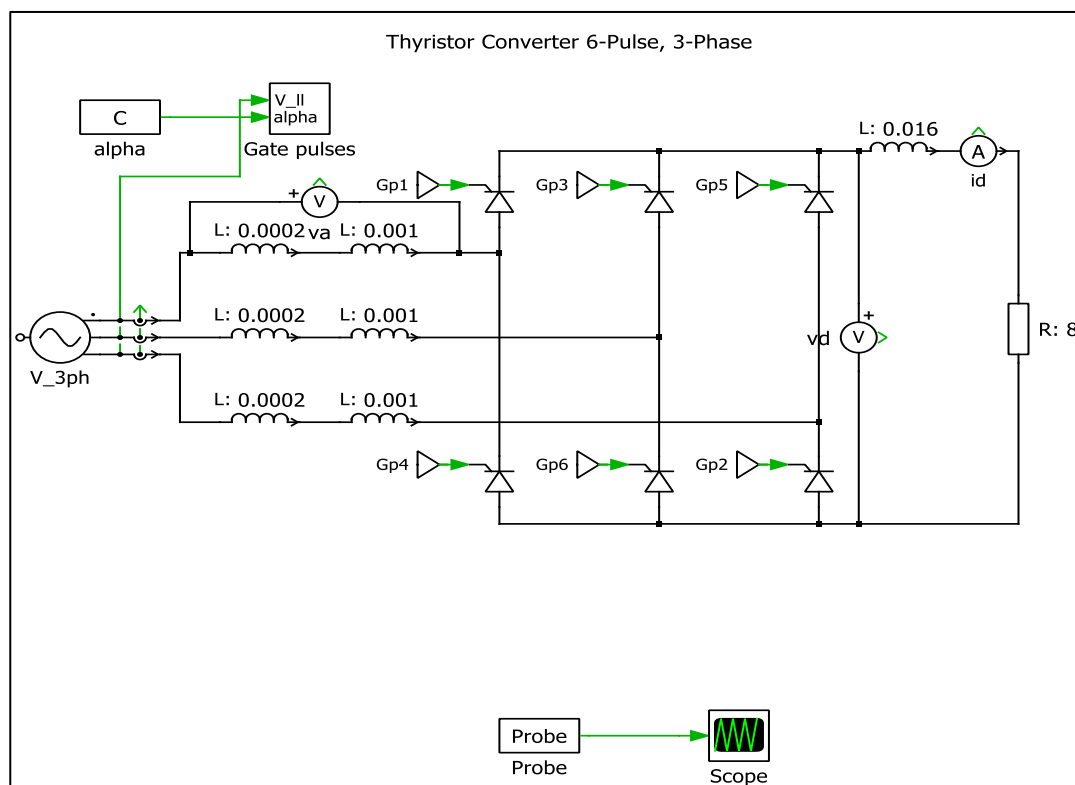 Thyristor Converter 6-Pulse, 3-Phase
C
alpha
V_ll
alpha
Gate pulses
L: 0.016
A
id
Gp1
Gp3
Gp5
V
va
L: 0.0002
L: 0.001
L: 0.0002
L: 0.001
V_3ph
vd
V
R: 8
L: 0.0002
L: 0.001
Gp4
Gp6
Gp2
Probe
Probe
Scope